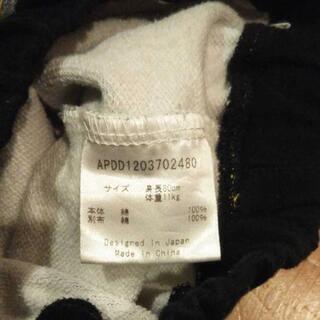 APDD1203702480
サイズ 身長80cm
体重11kg
本体 綿 100%
別布 綿 100%
Designed in Japan
Made in China